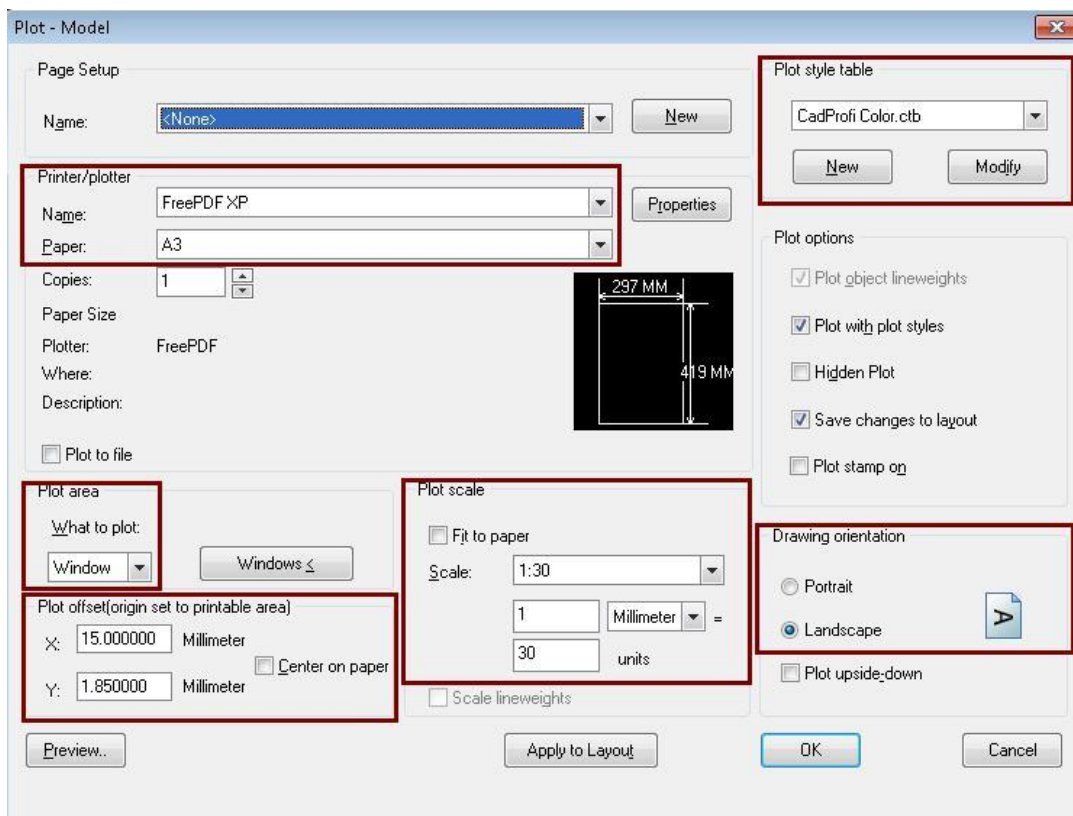 Plot - Model
Page Setup
Name: <None> New
Printer/plotter
Name: FreePDF XP Properties
Paper: A3
Copies: 1
Paper Size
Plotter: FreePDF
Where:
Description:
297 MM
419 MM
Plot to file
Plot area
What to plot:
Window Windows <
Plot offset(origin set to printable area)
X: 15.000000 Millimeter
Center on paper
Y: 1.850000 Millimeter
Plot scale
Fit to paper
Scale: 1:30
1 Millimeter =
30 units
Scale lineweights
Plot style table
CadProfi Color.ctb
New Modify
Plot options
Plot object lineweights
Plot with plot styles
Hidden Plot
Save changes to layout
Plot stamp on
Drawing orientation
Portrait
Landscape
A
Plot upside-down
Preview.. Apply to Layout OK Cancel